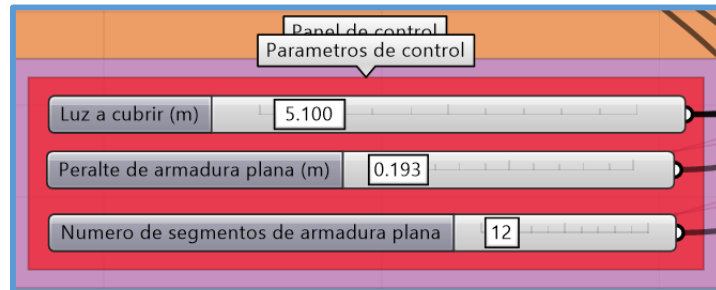 Panel de control
Parametros de control
Luz a cubrir (m) 5.100
Peralte de armadura plana (m) 0.193
Numero de segmentos de armadura plana 12